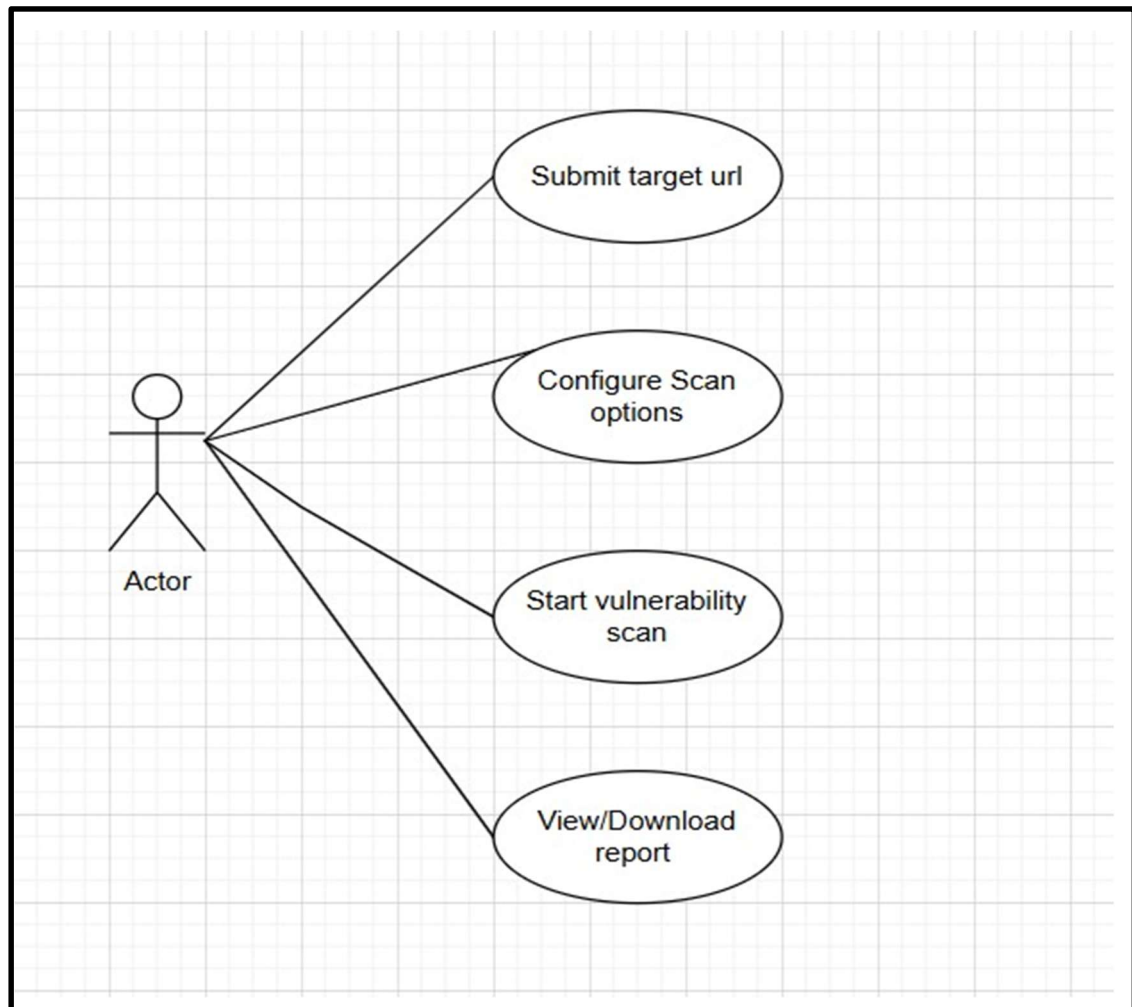 Submit target url
Configure Scan
options
Actor
Start vulnerability
scan
View/Download
report